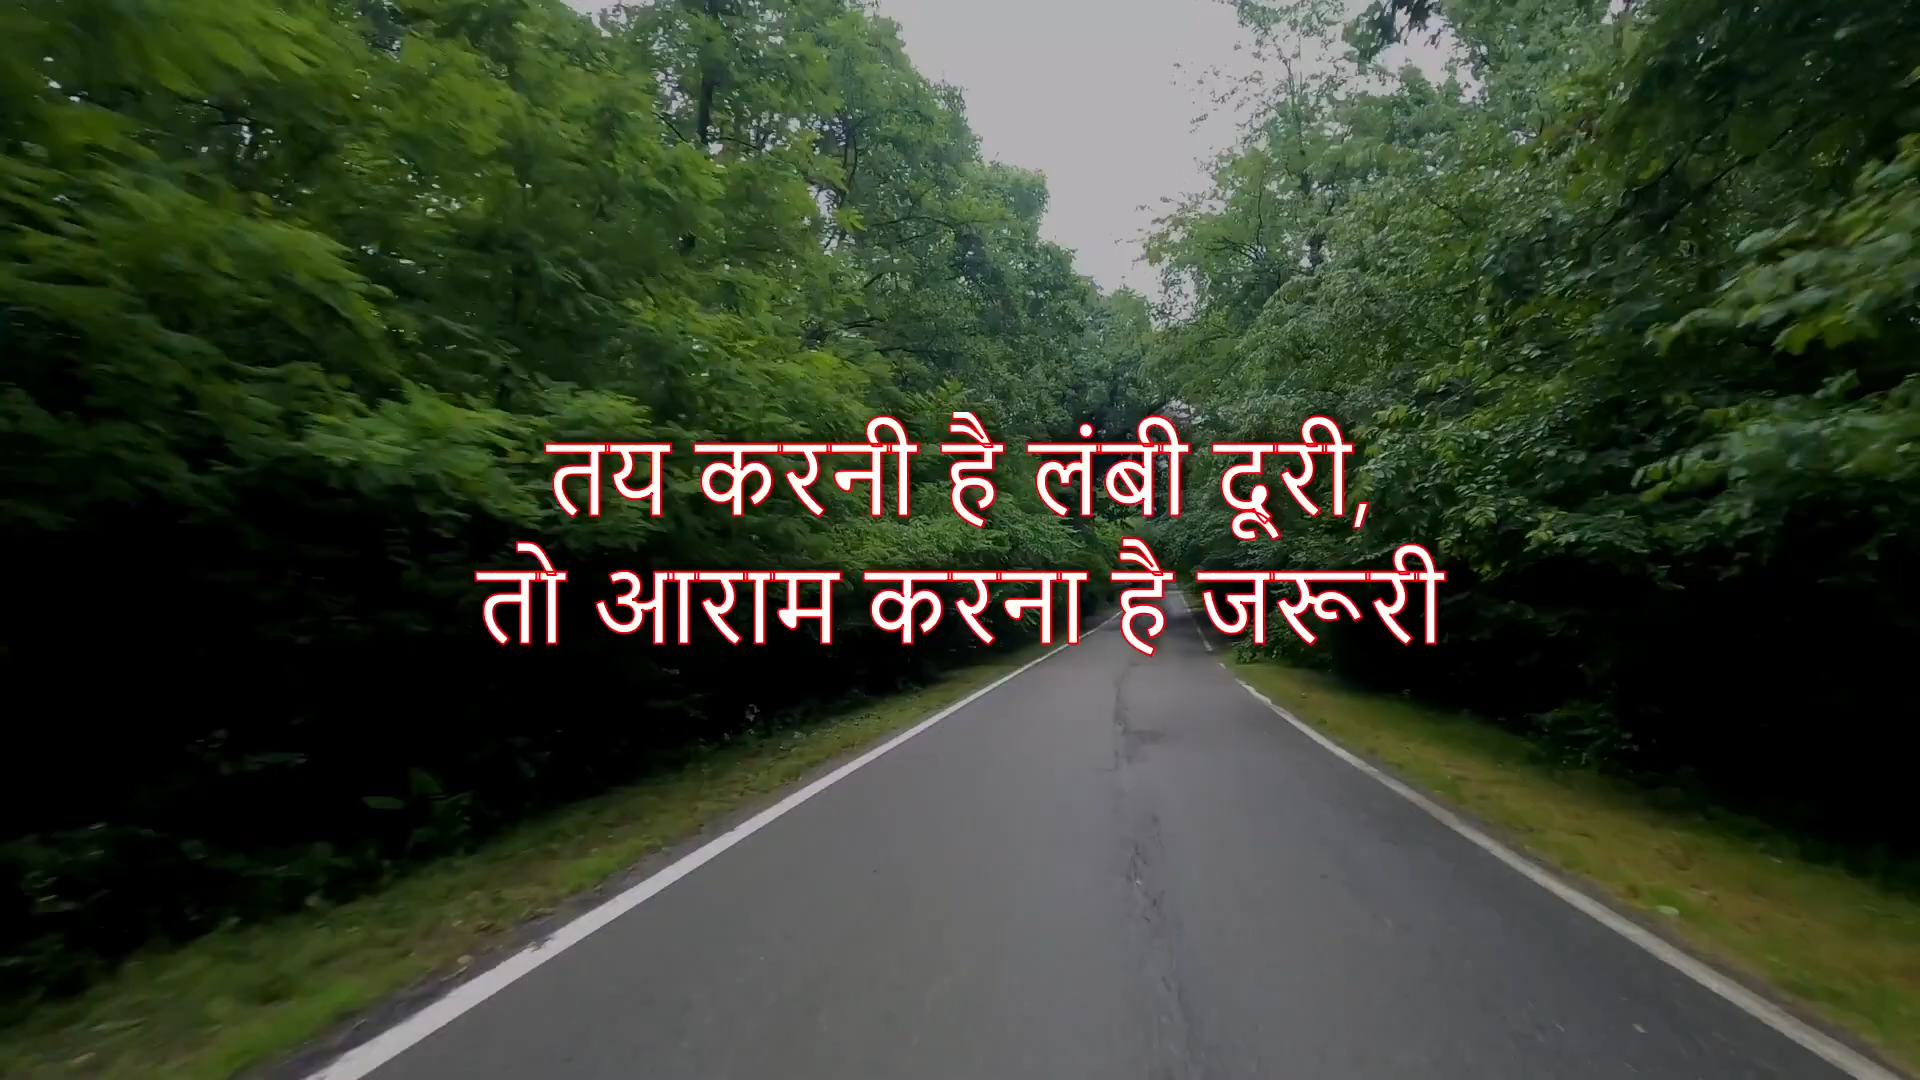 तय करनी है लंबी दूरी,
तो आराम करना है जरूरी